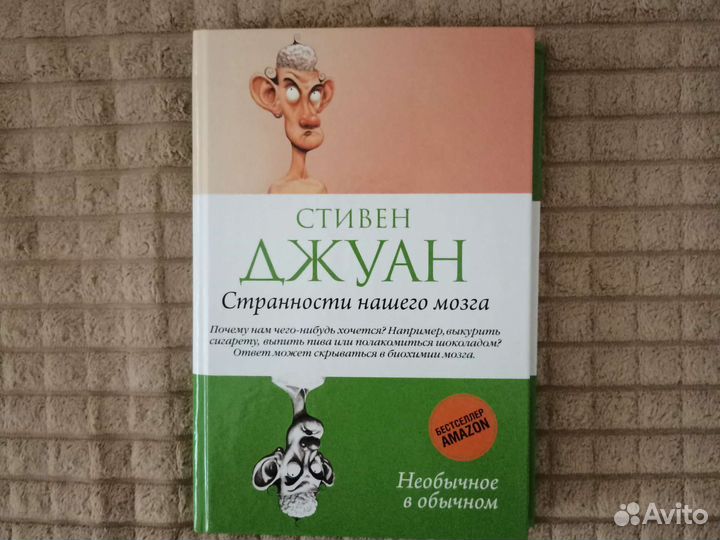 СТИВЕН
ДЖУАН
Странности нашего мозга
Почему нам чего-нибудь хочется? Например, выкурить
сигарету, выпить пива или полакомиться шоколадом?
Ответ может скрываться в биохимии мозга.
БЕСТСЕЛЛЕР
AMAZON
Необычное
в обычном
Avito